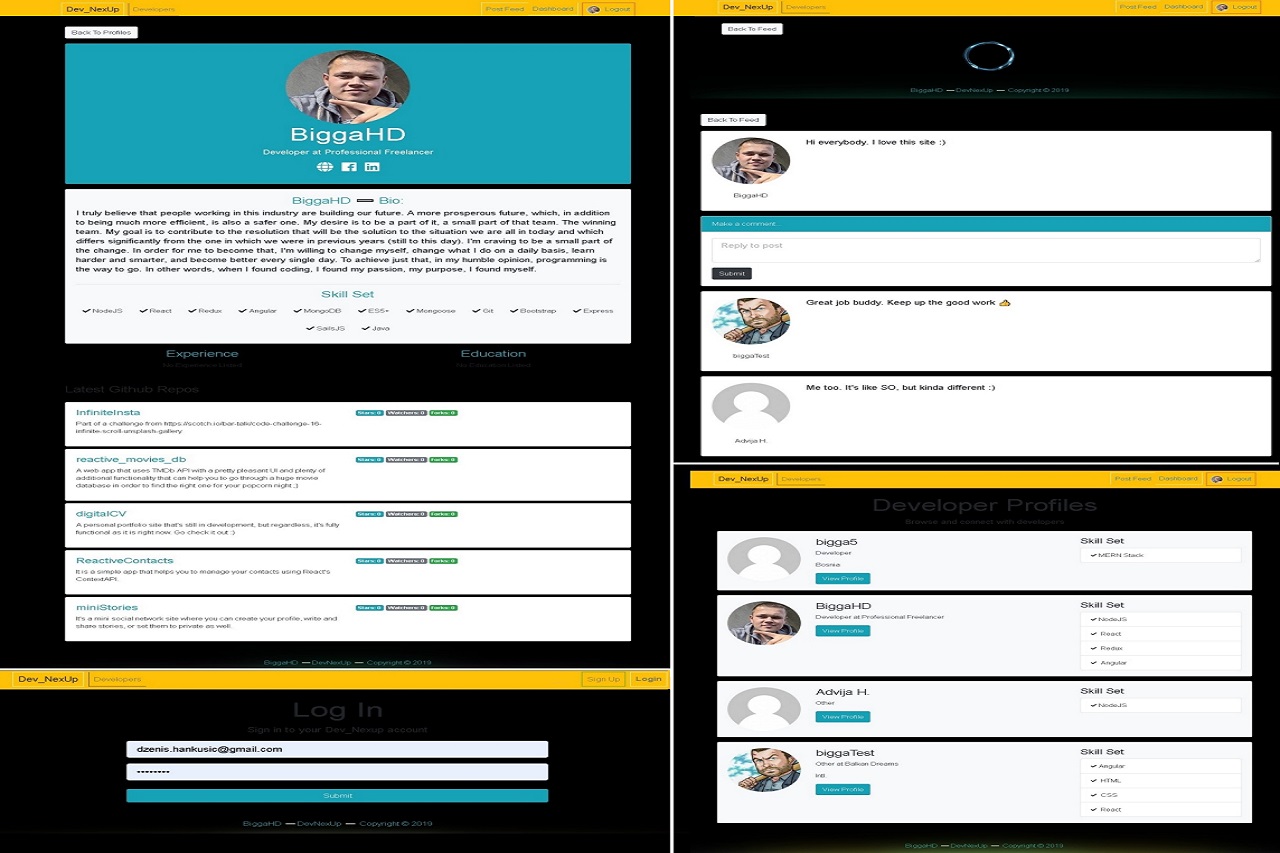 Dev_NexUp Developers Post Feed Dashboard Logout
Back To Profiles
BiggaHD
Developer at Professional Freelancer
BiggaHD — Bio:
I truly believe that people working in this industry are building our future. A more prosperous future, which, in addition
to being much more efficient, is also a safer one. My desire is to be a part of it, a small part of that team. The winning
team. My goal is to contribute to the resolution that will be the solution to the situation we are all in today and which
differs significantly from the one in which we were in previous years (still to this day). I'm craving to be a small part of
the change. In order for me to become that, I'm willing to change myself, change what I do on a daily basis, learn
harder and smarter, and become better every single day. To achieve just that, in my humble opinion, programming is
the way to go. In other words, when I found coding, I found my passion, my purpose, I found myself.
Skill Set
NodeJS React Redux Angular MongoDB ES5+ Mongoose Git Bootstrap Express
SailsJS Java
Experience Education
No Experience Listed No Education Listed
Latest Github Repos
InfiniteInsta Stars: 0 Watchers: 0 Forks: 0
Part of a challenge from https://scotch.io/bar-talk/code-challenge-16-
infinite-scroll-unsplash-gallery
reactive_movies_db Stars: 0 Watchers: 0 Forks: 0
A web app that uses TMDb API with a pretty pleasant UI and plenty of
additional functionality that can help you to go through a huge movie
database in order to find the right one for your popcorn night ;)
digitalCV Stars: 0 Watchers: 0 Forks: 0
A personal portfolio site that's still in development, but regardless, it's fully
functional as it is right now. Go check it out :)
ReactiveContacts Stars: 0 Watchers: 0 Forks: 0
It is a simple app that helps you to manage your contacts using React's
ContextAPI.
miniStories Stars: 0 Watchers: 0 Forks: 0
It's a mini social network site where you can create your profile, write and
share stories, or set them to private as well.
BiggaHD — DevNexUp — Copyright © 2019
Dev_NexUp Developers Sign Up Login
Log In
Sign in to your Dev_Nexup account
dzenis.hankusic@gmail.com
••••••••
Submit
BiggaHD — DevNexUp — Copyright © 2019
Dev_NexUp Developers Post Feed Dashboard Logout
Back To Feed
BiggaHD — DevNexUp — Copyright © 2019
Back To Feed
Hi everybody. I love this site :)
BiggaHD
Make a comment...
Reply to post
Submit
Great job buddy. Keep up the good work 👍
biggaTest
Me too. It's like SO, but kinda different :)
Advija H.
Dev_NexUp Developers Post Feed Dashboard Logout
Developer Profiles
Browse and connect with developers
bigga5
Developer
Bosnia
View Profile
Skill Set
MERN Stack
BiggaHD
Developer at Professional Freelancer
View Profile
Skill Set
NodeJS
React
Redux
Angular
Advija H.
Other
View Profile
Skill Set
NodeJS
biggaTest
Other at Balkan Dreams
Intl.
View Profile
Skill Set
Angular
HTML
CSS
React
BiggaHD — DevNexUp — Copyright © 2019